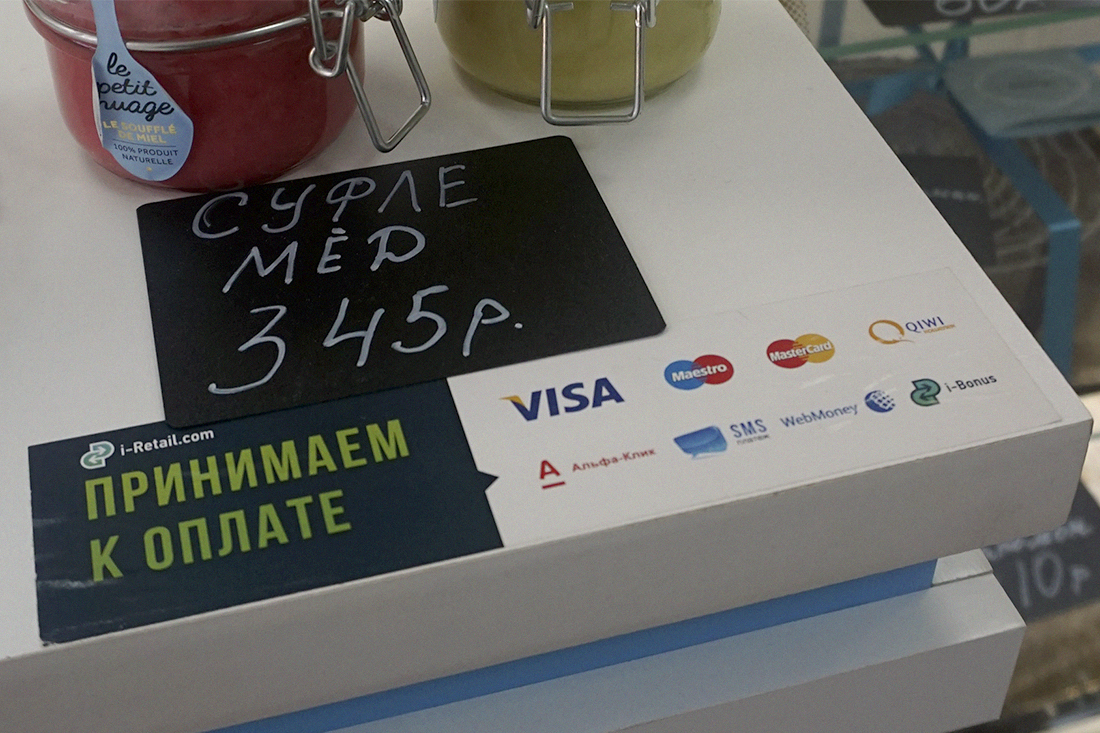 le
petit
nuage
LE SOUFFLÉ
DE MIEL
100% PRODUIT
NATURELLE
СУФЛЕ
МЁД
345р.
i-Retail.com
ПРИНИМАЕМ
К ОПЛАТЕ
VISA
Maestro
MasterCard
QIWI
Альфа-Клик
SMS
WebMoney
i-Bonus
10р